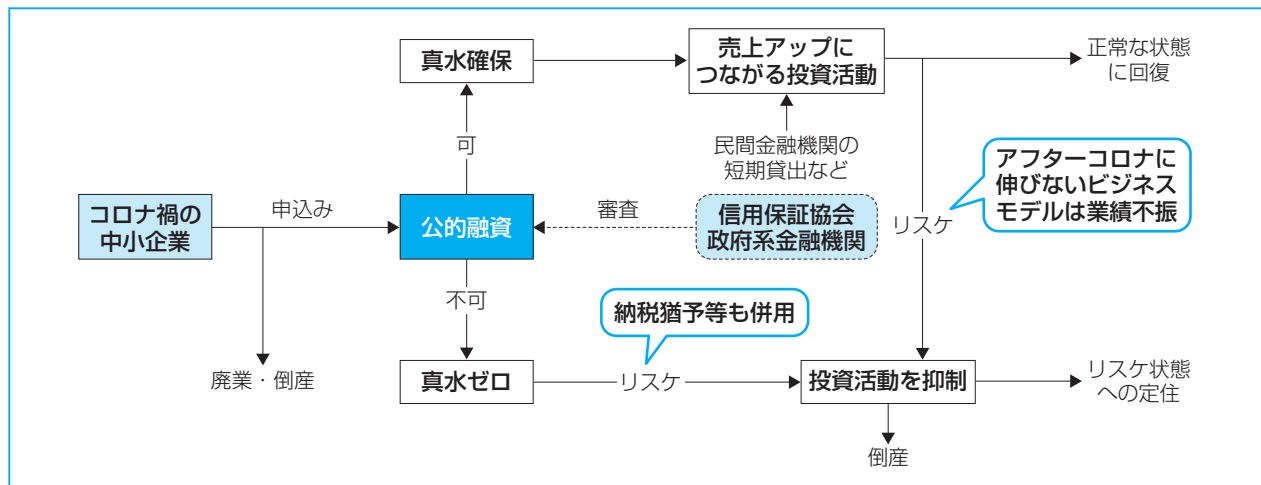 真水確保
売上アップに
つながる投資活動
正常な状態
に回復
可
民間金融機関の
短期貸出など
アフターコロナに
伸びないビジネス
モデルは業績不振
コロナ禍の
中小企業
申込み
公的融資
審査
信用保証協会
政府系金融機関
リスケ
不可
納税猶予等も併用
廃業・倒産
真水ゼロ
リスケ
投資活動を抑制
リスケ状態
への定住
倒産